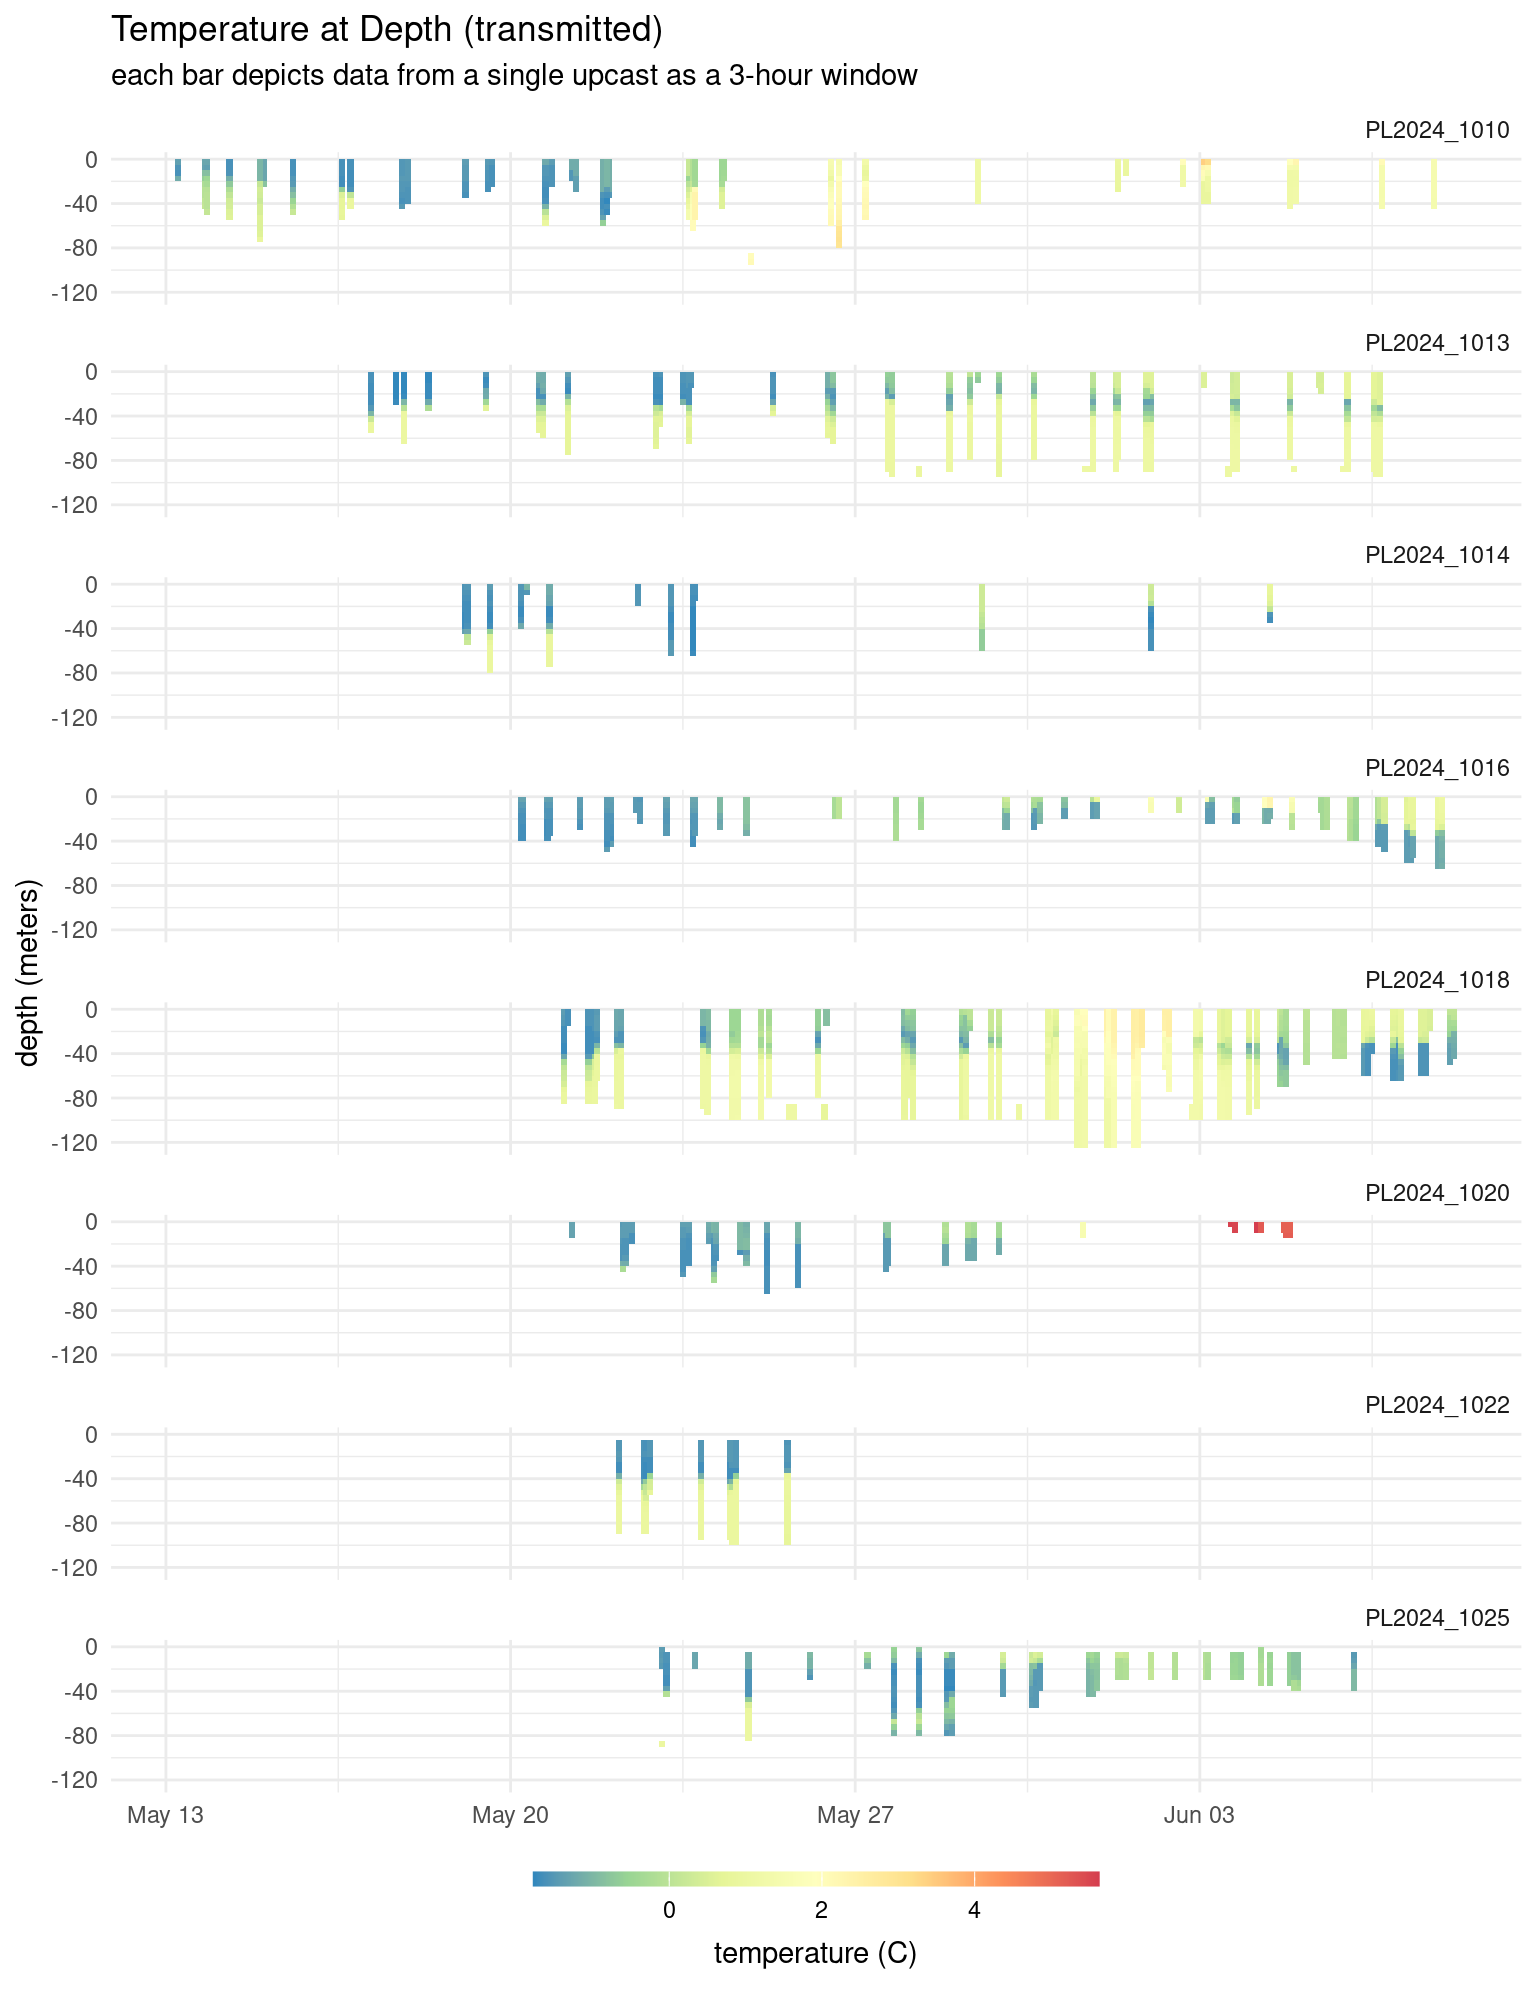 Temperature at Depth (transmitted)
each bar depicts data from a single upcast as a 3-hour window
PL2024_1010
0
-40
-80
-120
PL2024_1013
0
-40
-80
-120
PL2024_1014
0
-40
-80
-120
PL2024_1016
0
-40
-80
-120
depth (meters)
PL2024_1018
0
-40
-80
-120
PL2024_1020
0
-40
-80
-120
PL2024_1022
0
-40
-80
-120
PL2024_1025
0
-40
-80
-120
May 13 May 20 May 27 Jun 03
0 2 4
temperature (C)